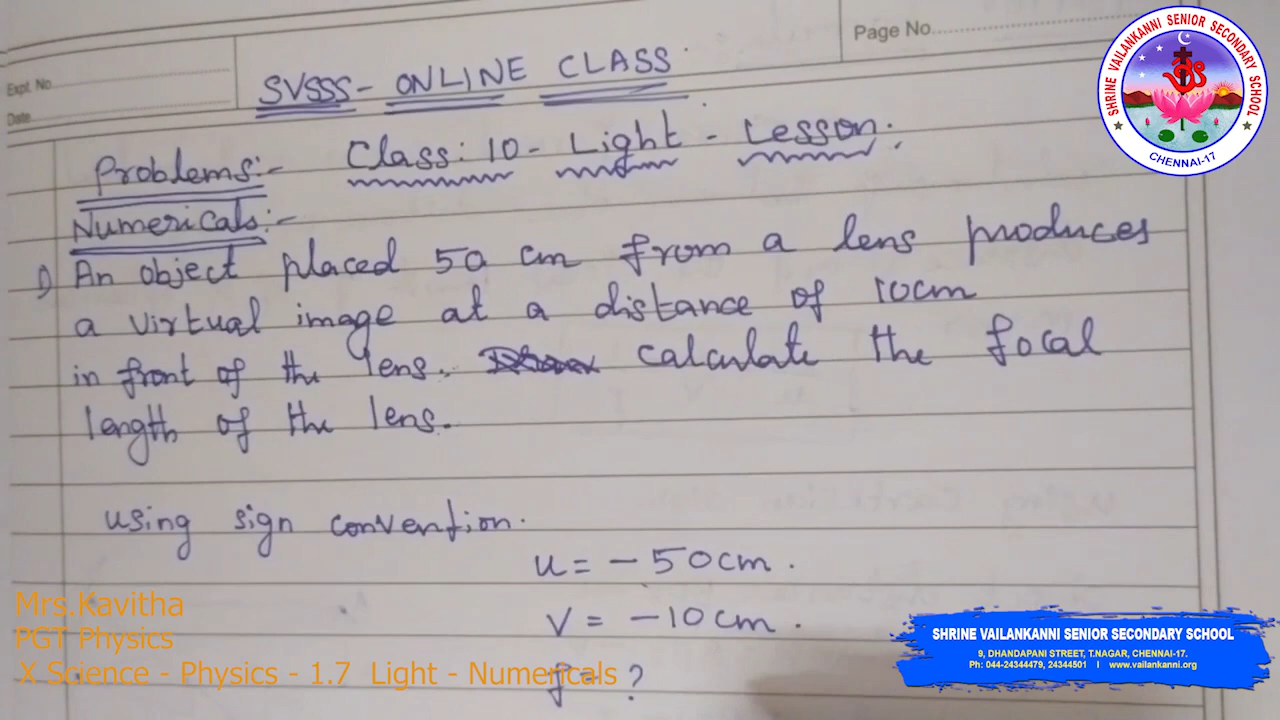 Page No.
Expt. No.
Date
SVSSS - ONLINE CLASS
Problems:- Class: 10 - Light - Lesson.
Numericals:-
1) An object placed 50 cm from a lens produces
a virtual image at a distance of 10cm
in front of the lens. calculate the focal
length of the lens.
using sign convention.
u = - 50cm.
v = - 10cm.
f = ?
Mrs.Kavitha
PGT Physics
X Science - Physics - 1.7 Light - Numericals
SHRINE VAILANKANNI SENIOR SECONDARY SCHOOL
CHENNAI-17
SHRINE VAILANKANNI SENIOR SECONDARY SCHOOL
9, DHANDAPANI STREET, T.NAGAR, CHENNAI-17.
Ph: 044-24344479, 24344501 | www.vailankanni.org